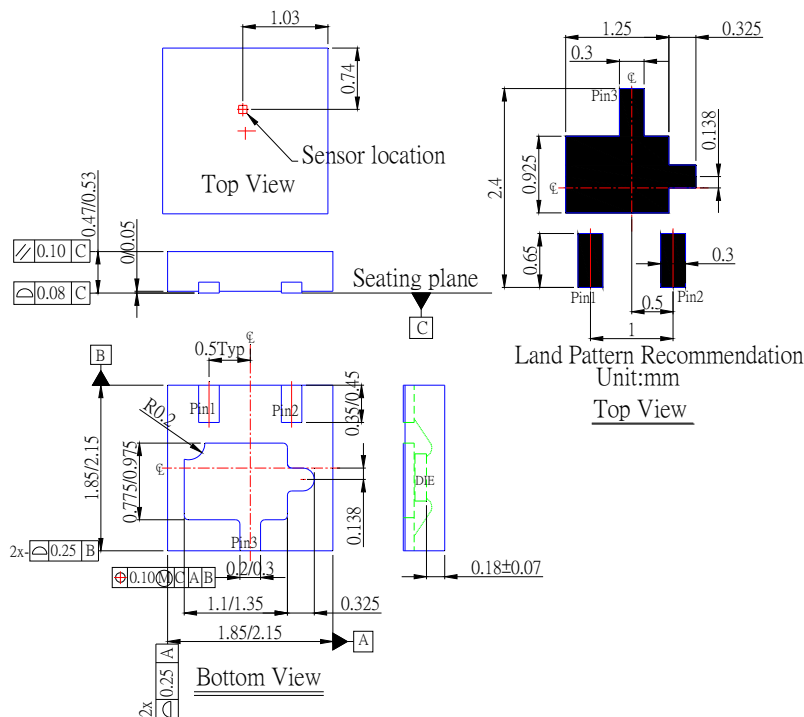 1.03
0.74
Sensor location
Top View
0.47/0.53
0/0.05
// 0.10 C
⌓ 0.08 C
Seating plane
C
1.25
0.325
0.3
℄
Pin3
0.138
2.4
0.925
℄
0.65
0.3
Pin1
Pin2
0.5
1
Land Pattern Recommendation
Unit:mm
Top View
B
0.5Typ
℄
Pin1
Pin2
0.35/0.45
R0.2
℄
1.85/2.15
0.775/0.975
0.138
DIE
2x- ⌓ 0.25 B
Pin3
0.2/0.3
⌖ 0.10 Ⓜ C A B
0.18±0.07
1.1/1.35
0.325
1.85/2.15
A
2x ⌓ 0.25 A
Bottom View